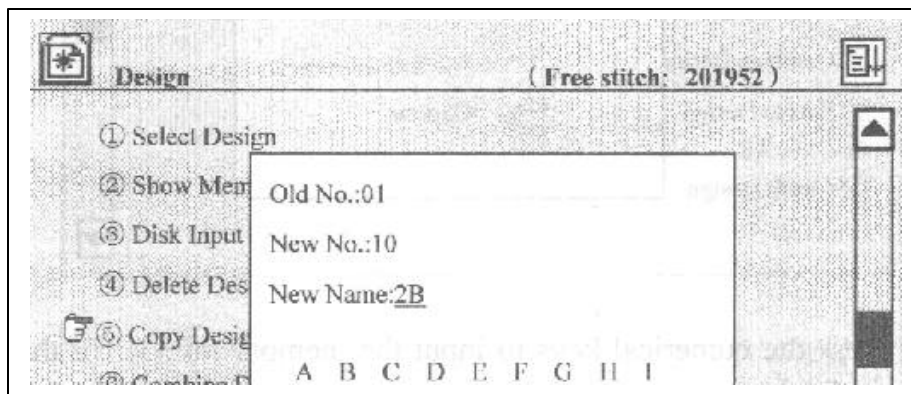 Design (Free stitch: 201952)
① Select Design
② Show Mem
Old No.:01
③ Disk Input
New No.:10
④ Delete Des
New Name:2B
⑤ Copy Desig
A B C D E F G H I